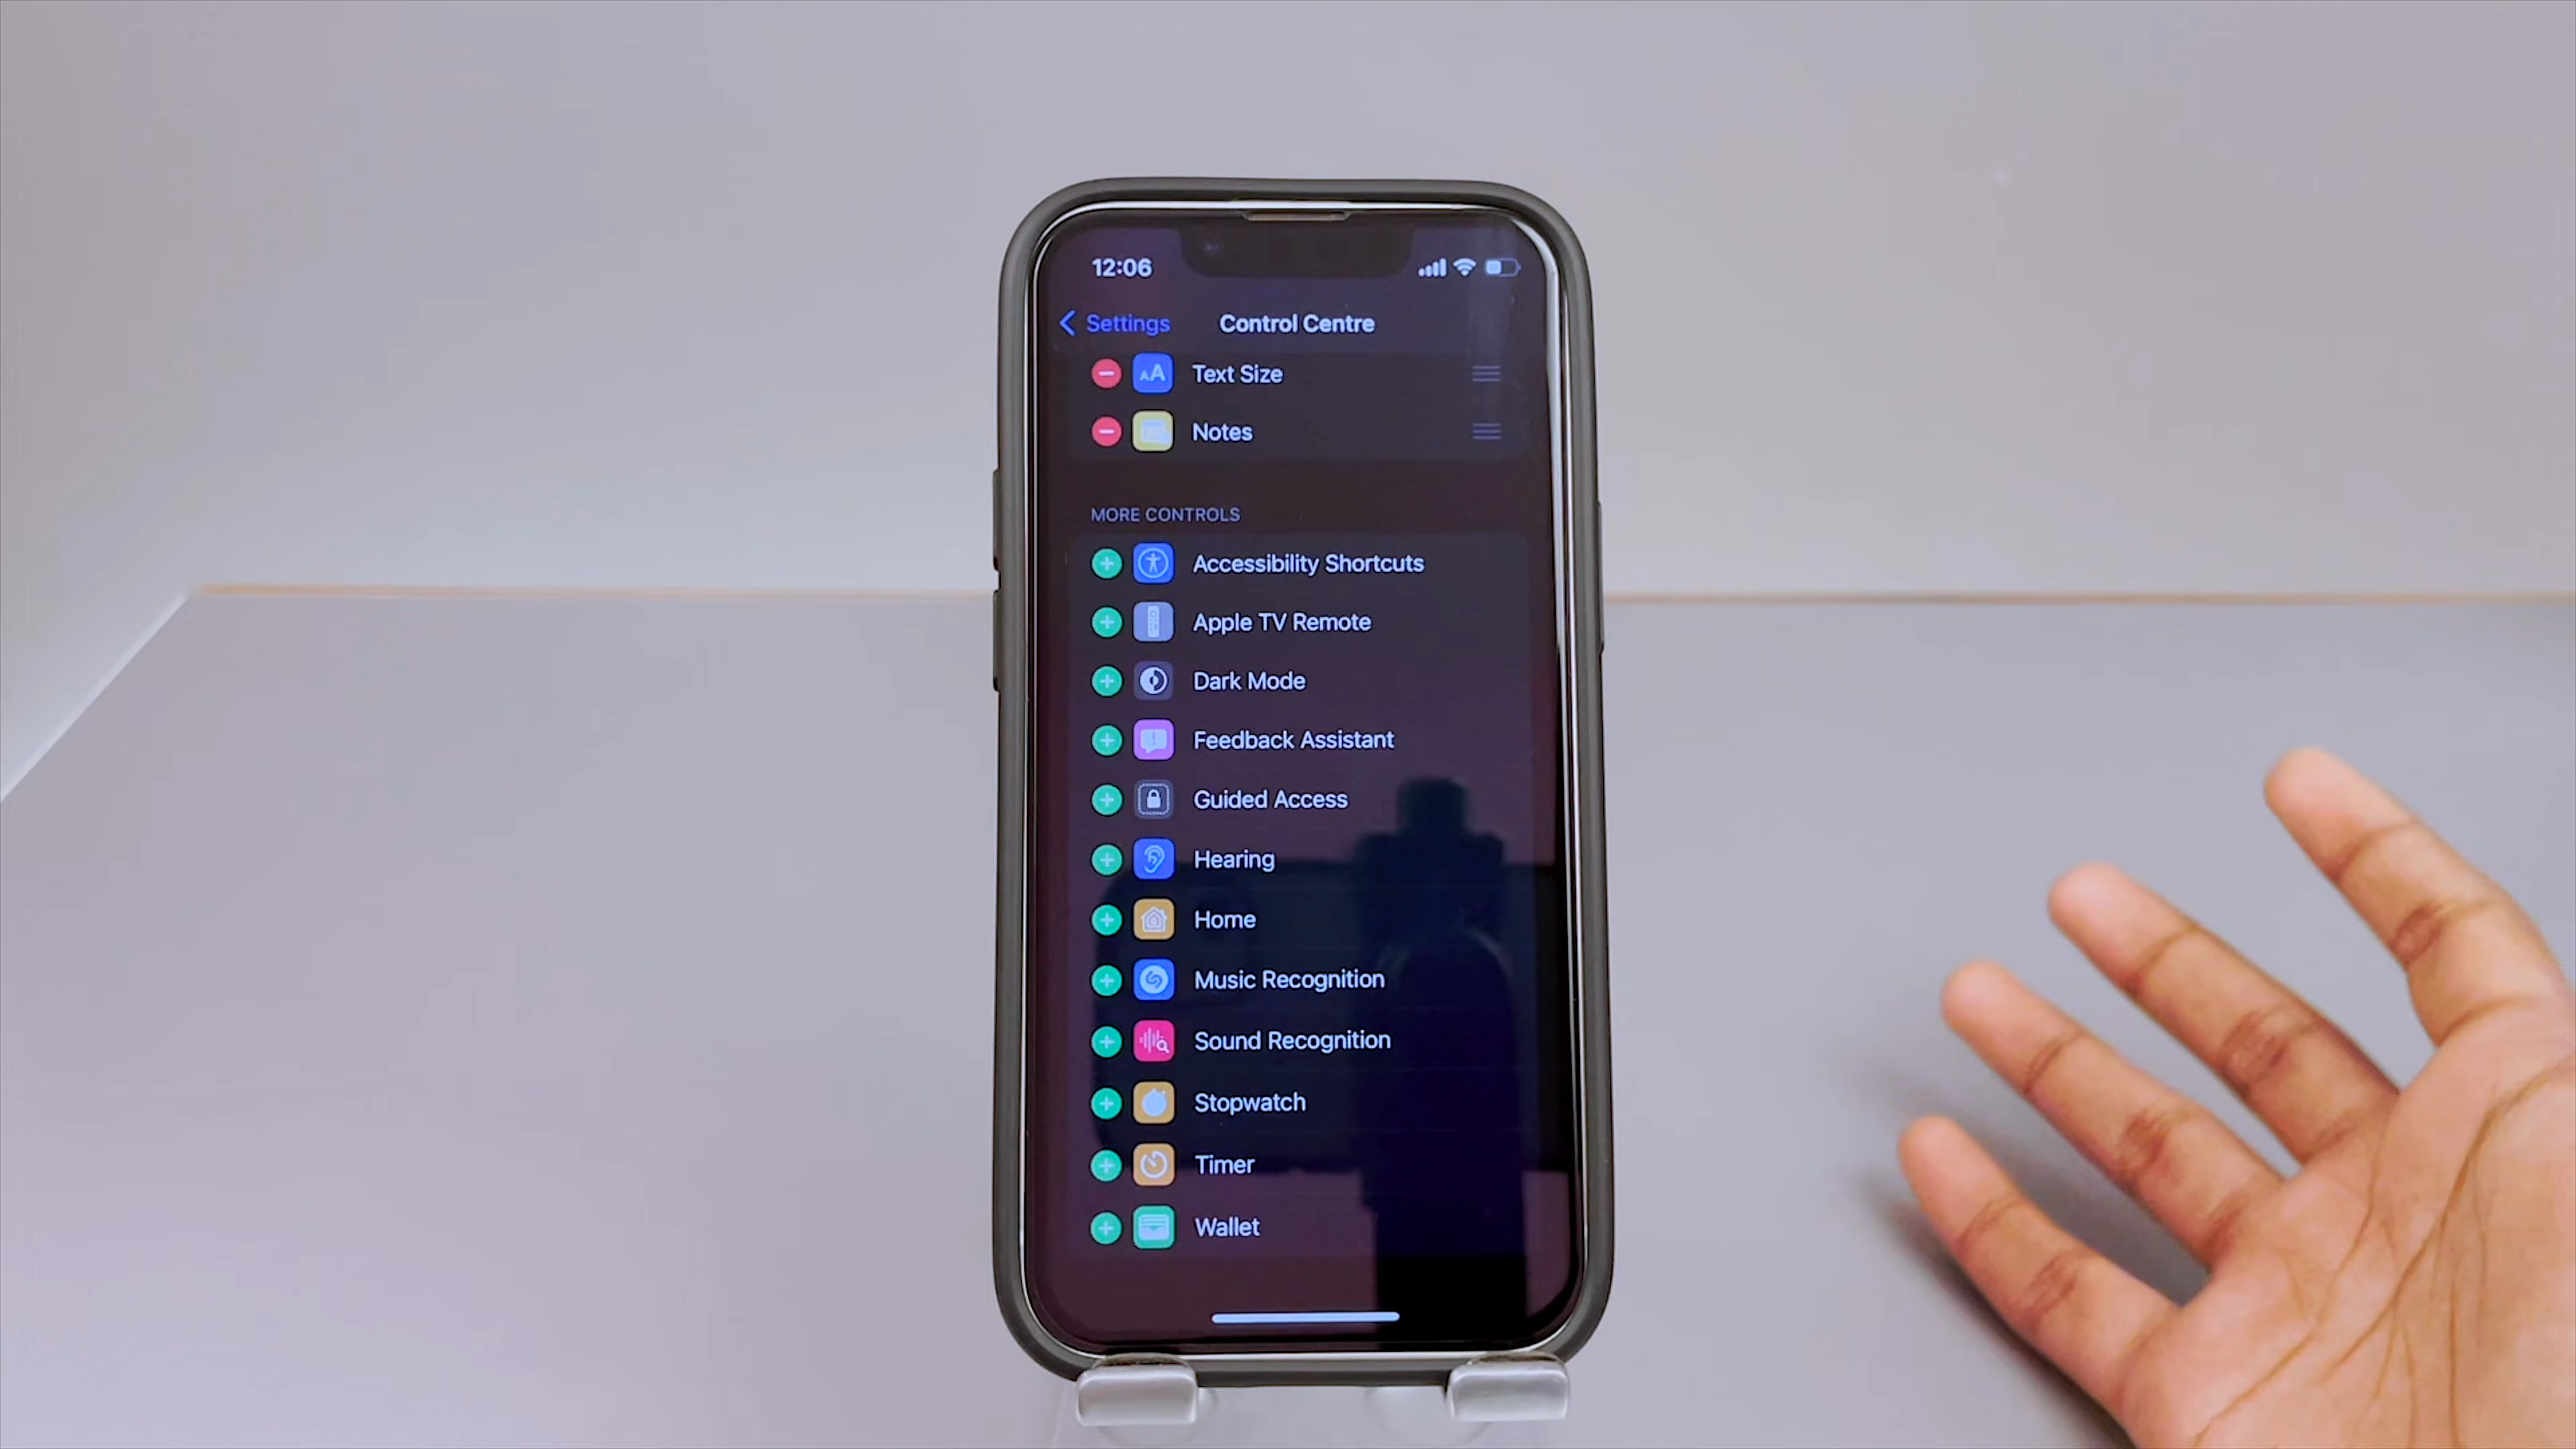 12:06
Settings
Control Centre
AA
Text Size
Notes
MORE CONTROLS
Accessibility Shortcuts
Apple TV Remote
Dark Mode
Feedback Assistant
Guided Access
Hearing
Home
Music Recognition
Sound Recognition
Stopwatch
Timer
Wallet